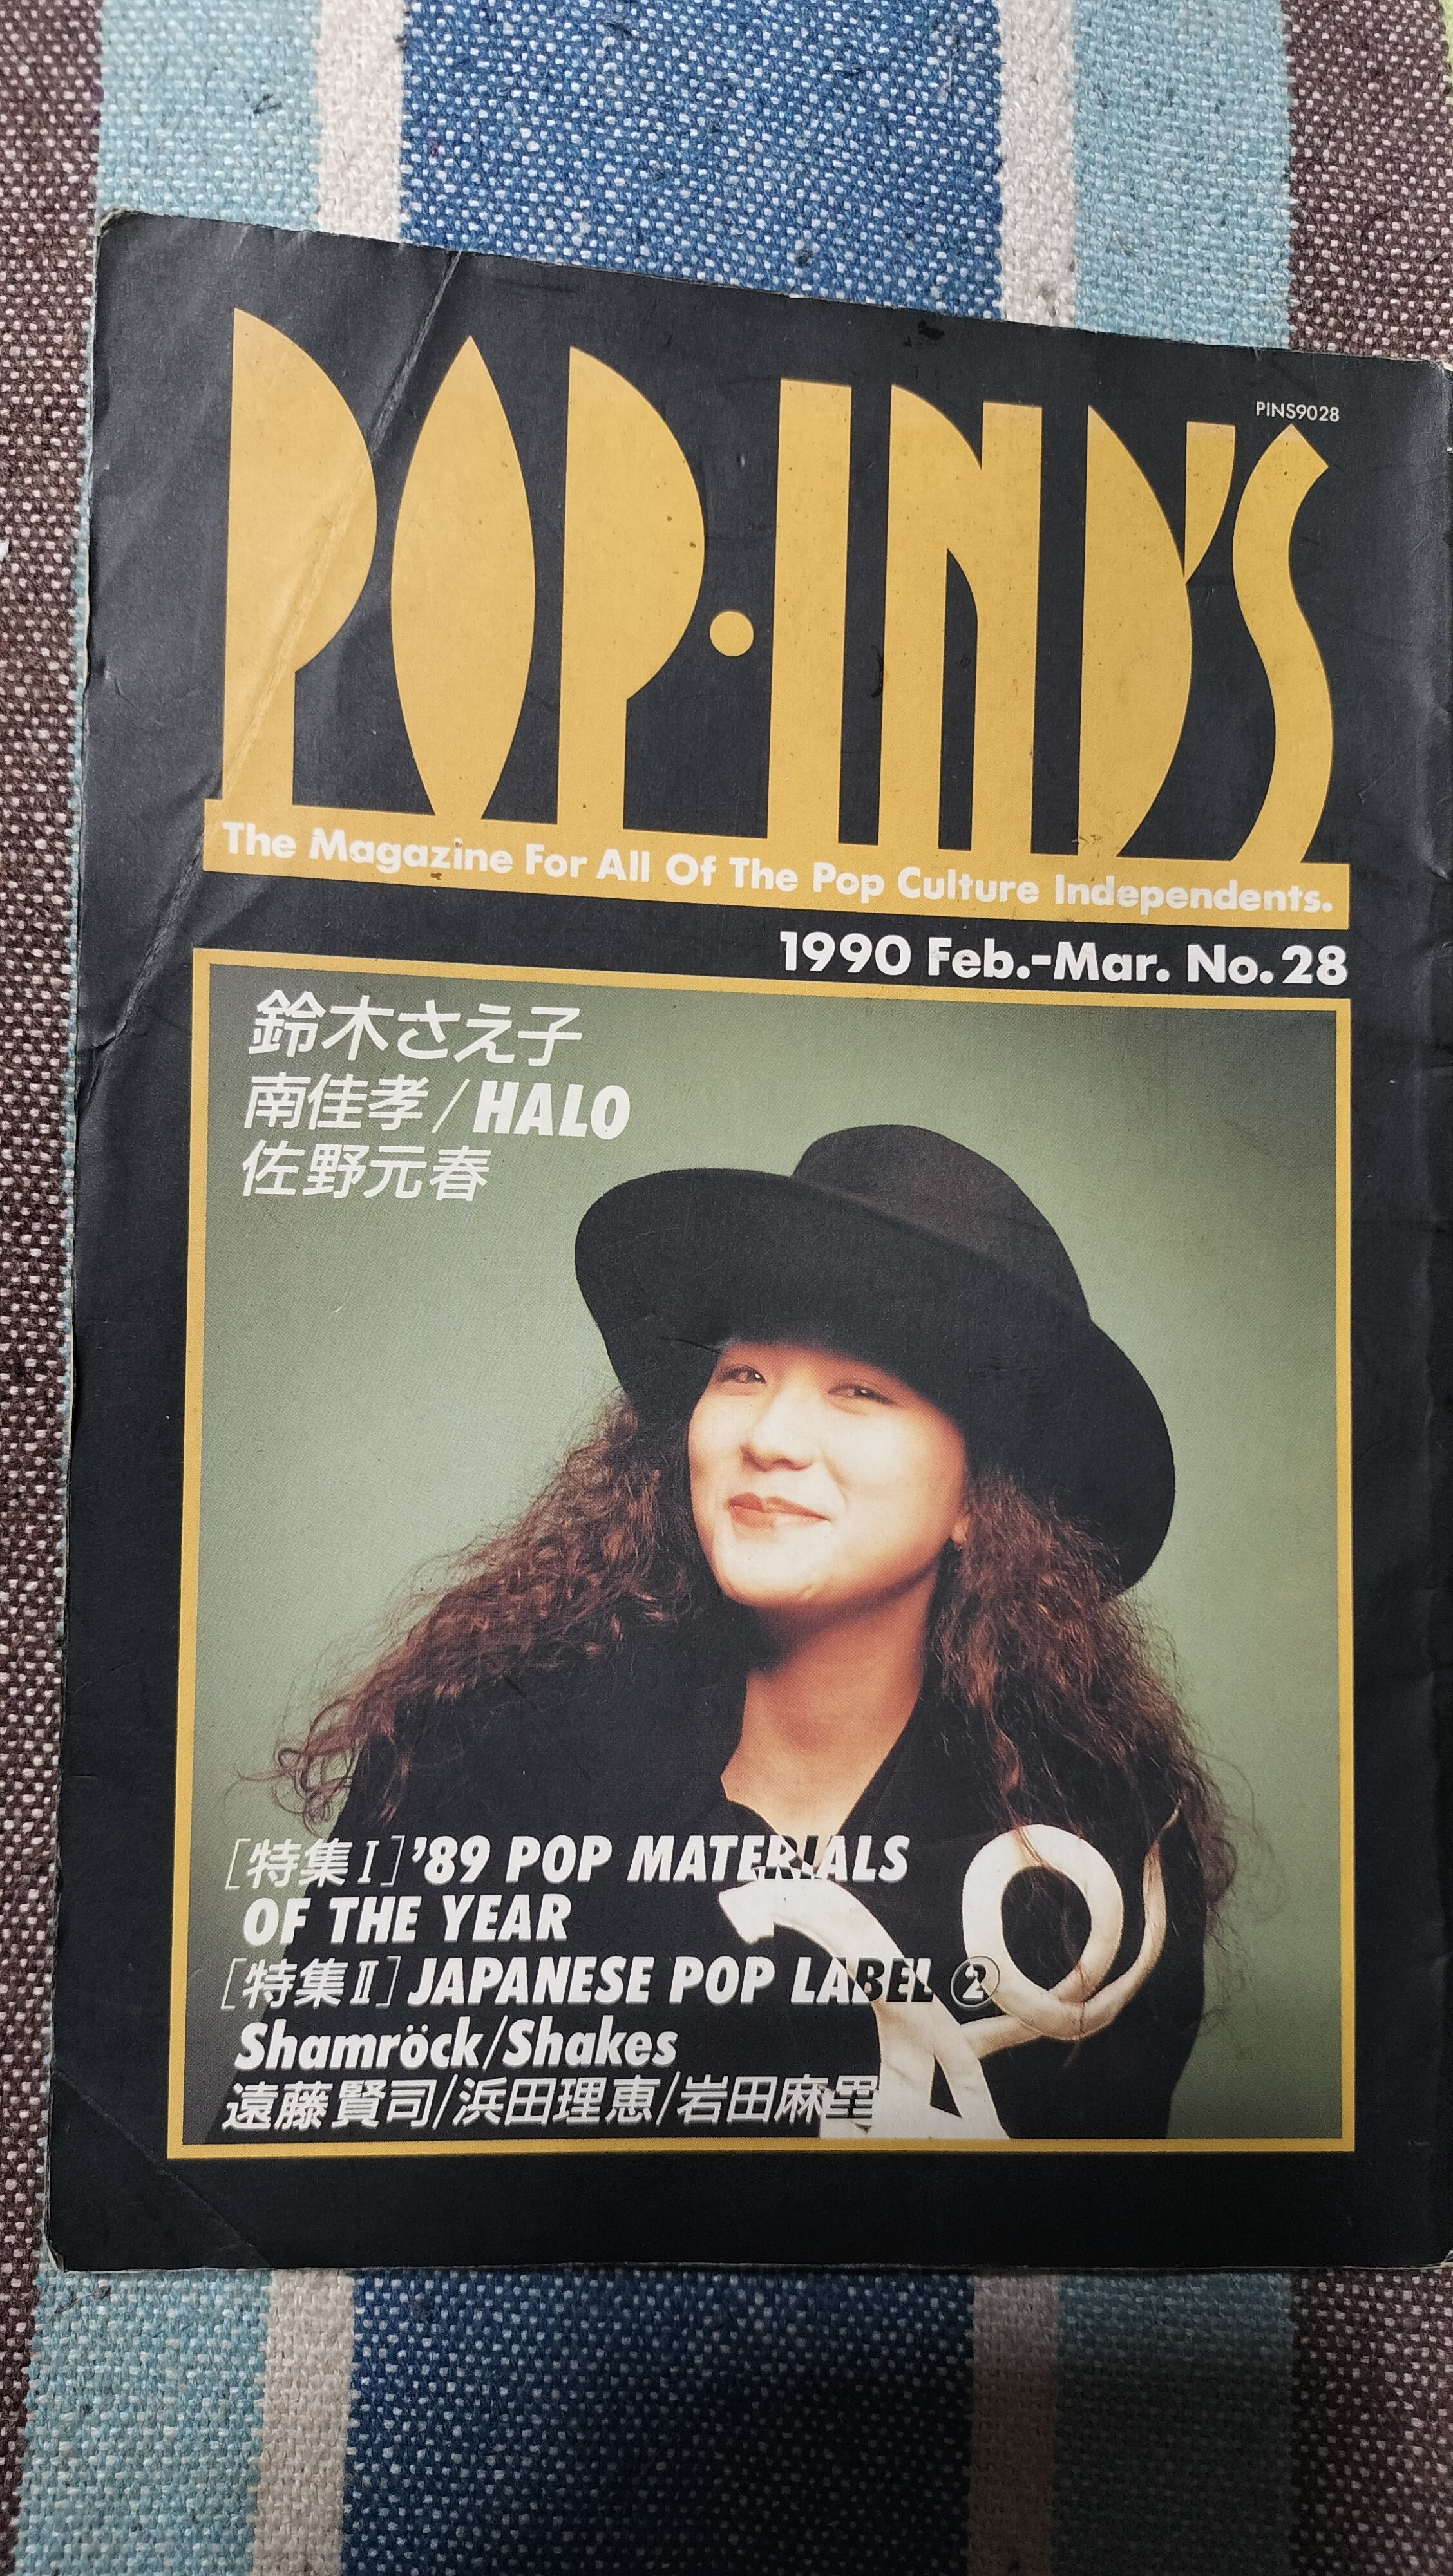 PINS9028
POP·IND'S
The Magazine For All Of The Pop Culture Independents.
1990 Feb.-Mar. No.28
鈴木さえ子
南佳孝/HALO
佐野元春
[特集Ⅰ]'89 POP MATERIALS
OF THE YEAR
[特集Ⅱ]JAPANESE POP LABEL②
Shamröck/Shakes
遠藤賢司/浜田理恵/岩田麻里